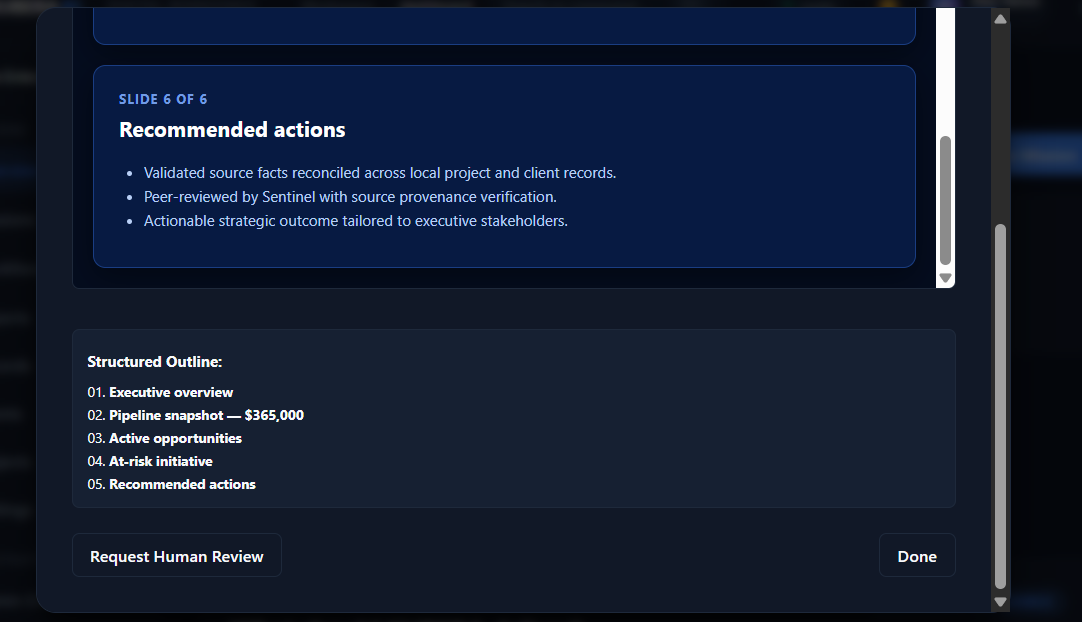 SLIDE 6 OF 6
Recommended actions
• Validated source facts reconciled across local project and client records.
• Peer-reviewed by Sentinel with source provenance verification.
• Actionable strategic outcome tailored to executive stakeholders.
Structured Outline:
01. Executive overview
02. Pipeline snapshot — $365,000
03. Active opportunities
04. At-risk initiative
05. Recommended actions
Request Human Review
Done